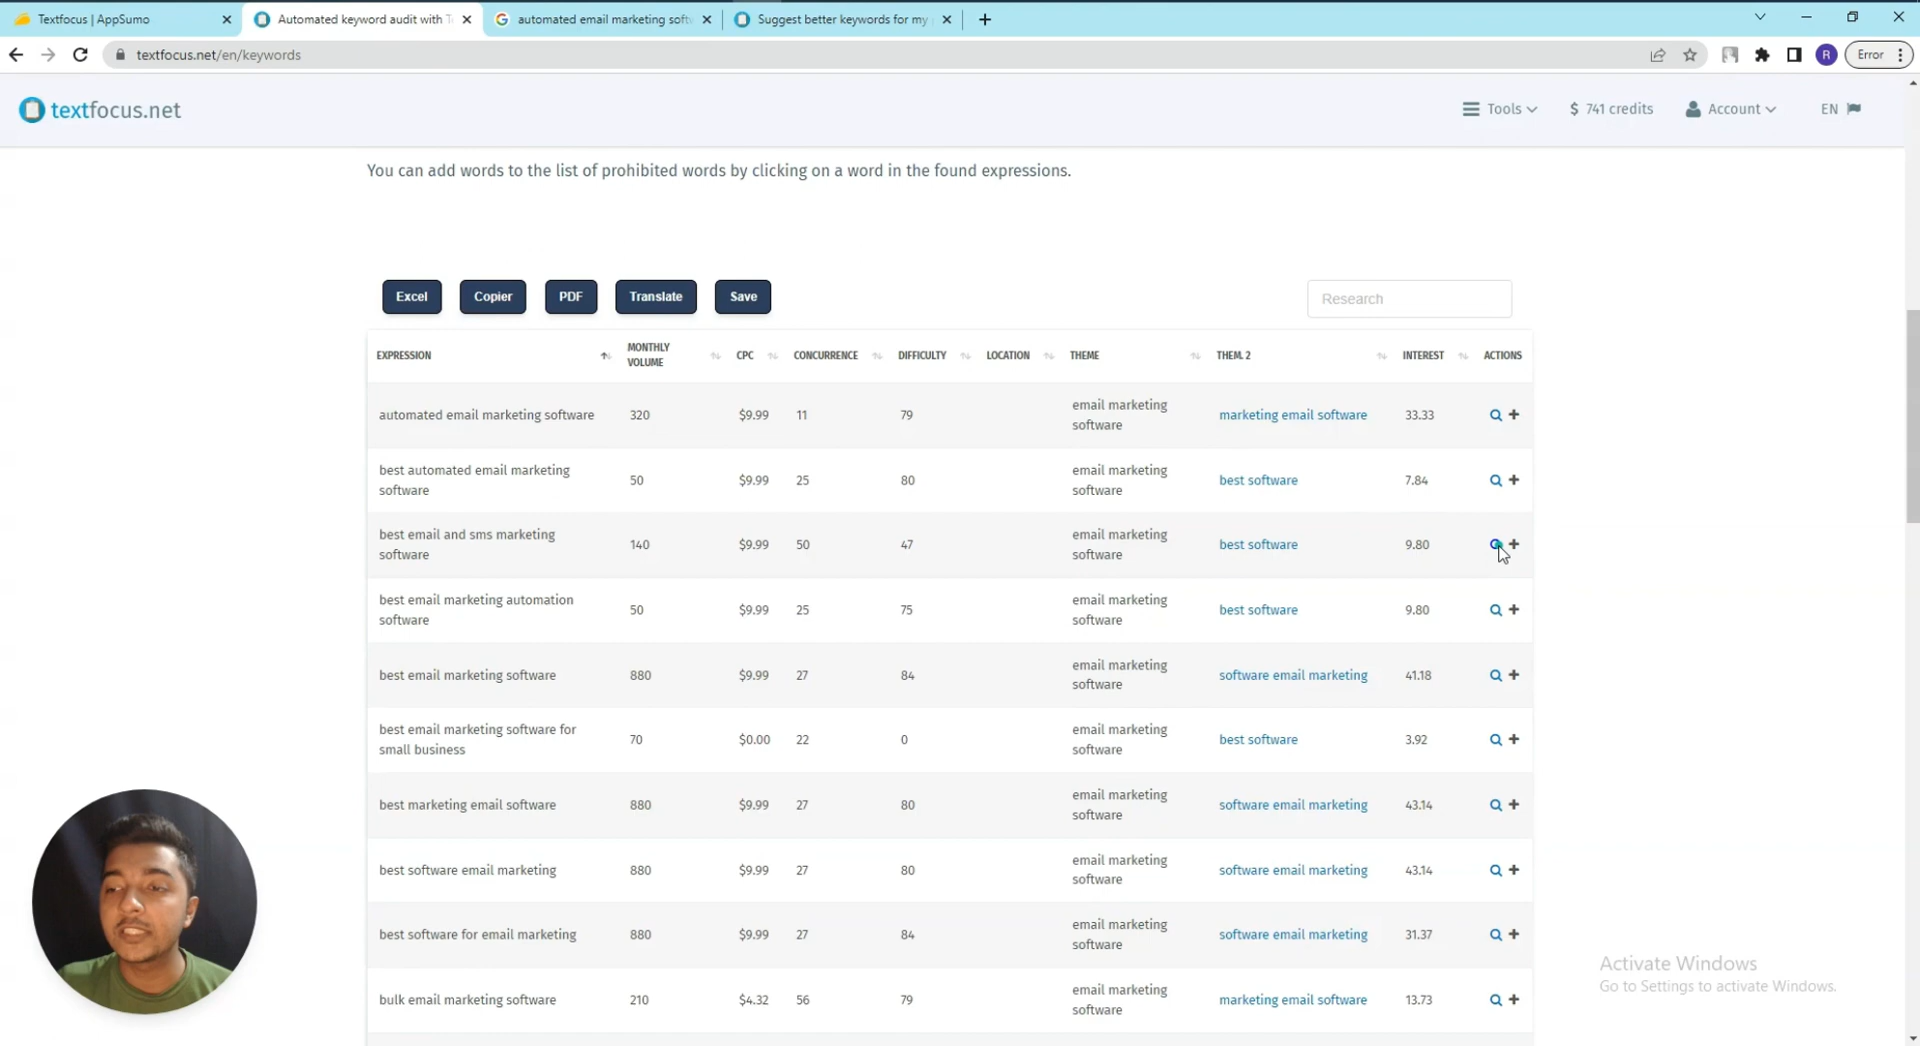 Textfocus | AppSumo
Automated keyword audit with T
automated email marketing soft
Suggest better keywords for my
textfocus.net/en/keywords
R
Error
textfocus.net
Tools
$ 741 credits
Account
EN
You can add words to the list of prohibited words by clicking on a word in the found expressions.
Excel
Copier
PDF
Translate
Save
Research
EXPRESSION
MONTHLY
VOLUME
CPC
CONCURRENCE
DIFFICULTY
LOCATION
THEME
THEM. 2
INTEREST
ACTIONS
automated email marketing software
320
$9.99
11
79
email marketing
software
marketing email software
33.33
best automated email marketing
software
50
$9.99
25
80
email marketing
software
best software
7.84
best email and sms marketing
software
140
$9.99
50
47
email marketing
software
best software
9.80
best email marketing automation
software
50
$9.99
25
75
email marketing
software
best software
9.80
best email marketing software
880
$9.99
27
84
email marketing
software
software email marketing
41.18
best email marketing software for
small business
70
$0.00
22
0
email marketing
software
best software
3.92
best marketing email software
880
$9.99
27
80
email marketing
software
software email marketing
43.14
best software email marketing
880
$9.99
27
80
email marketing
software
software email marketing
43.14
best software for email marketing
880
$9.99
27
84
email marketing
software
software email marketing
31.37
bulk email marketing software
210
$4.32
56
79
email marketing
software
marketing email software
13.73
Activate Windows
Go to Settings to activate Windows.